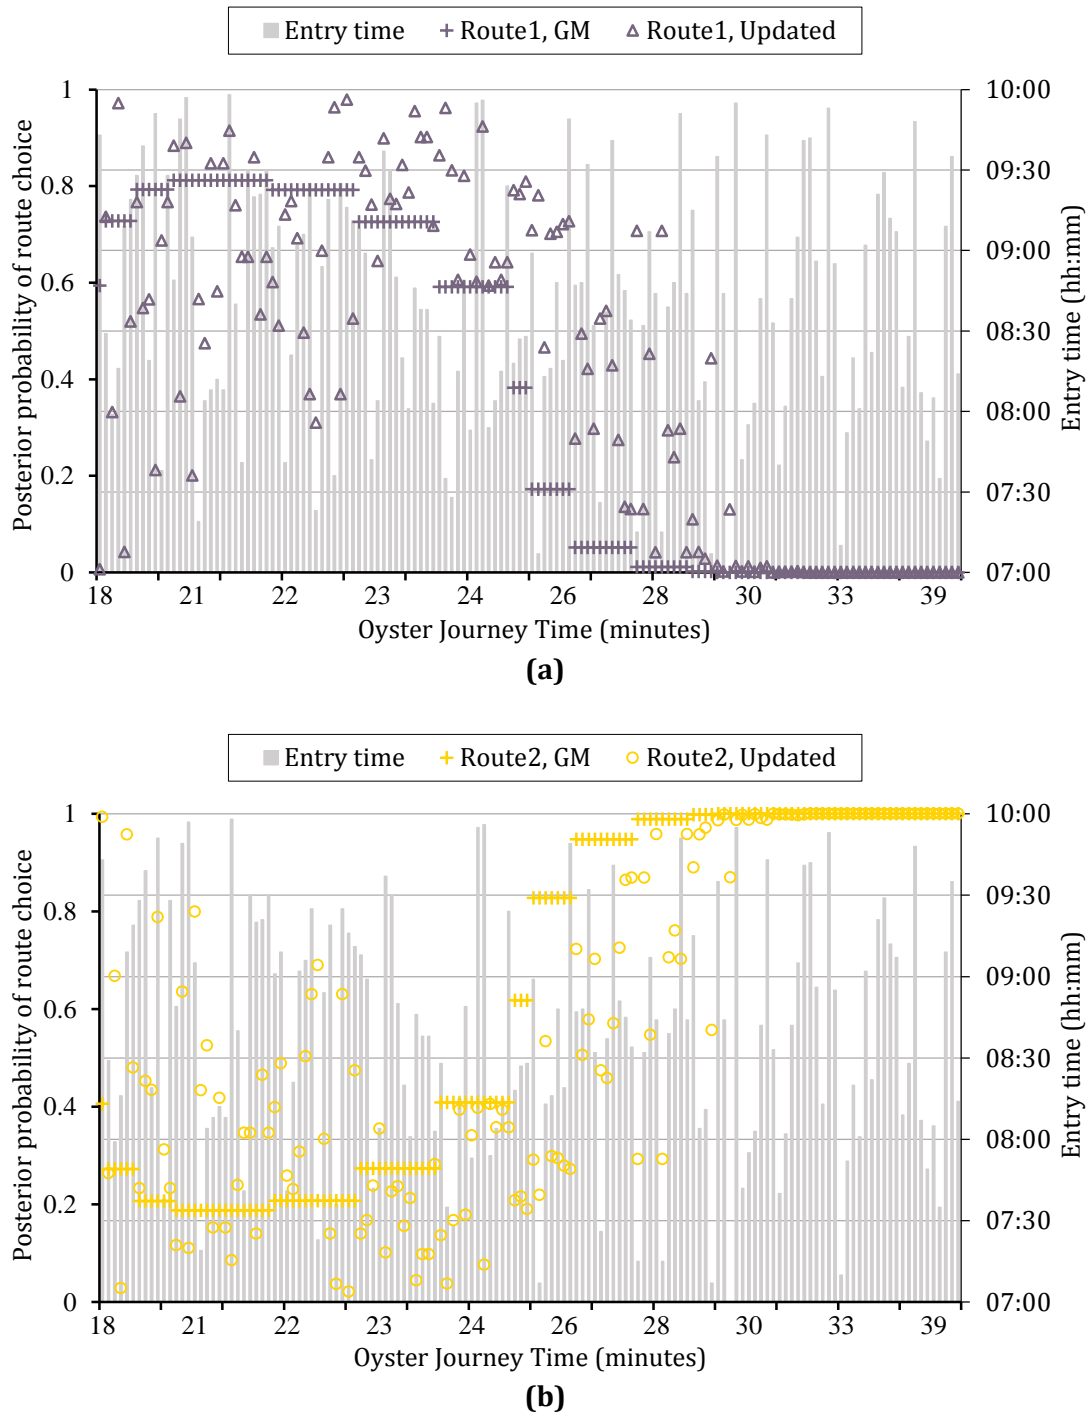 Entry time Route1, GM Route1, Updated
Posterior probability of route choice
1
0.8
0.6
0.4
0.2
0
10:00
09:30
09:00
08:30
08:00
07:30
07:00
Entry time (hh:mm)
18 21 22 23 24 26 28 30 33 39
Oyster Journey Time (minutes)
(a)
Entry time Route2, GM Route2, Updated
Posterior probability of route choice
1
0.8
0.6
0.4
0.2
0
10:00
09:30
09:00
08:30
08:00
07:30
07:00
Entry time (hh:mm)
18 21 22 23 24 26 28 30 33 39
Oyster Journey Time (minutes)
(b)